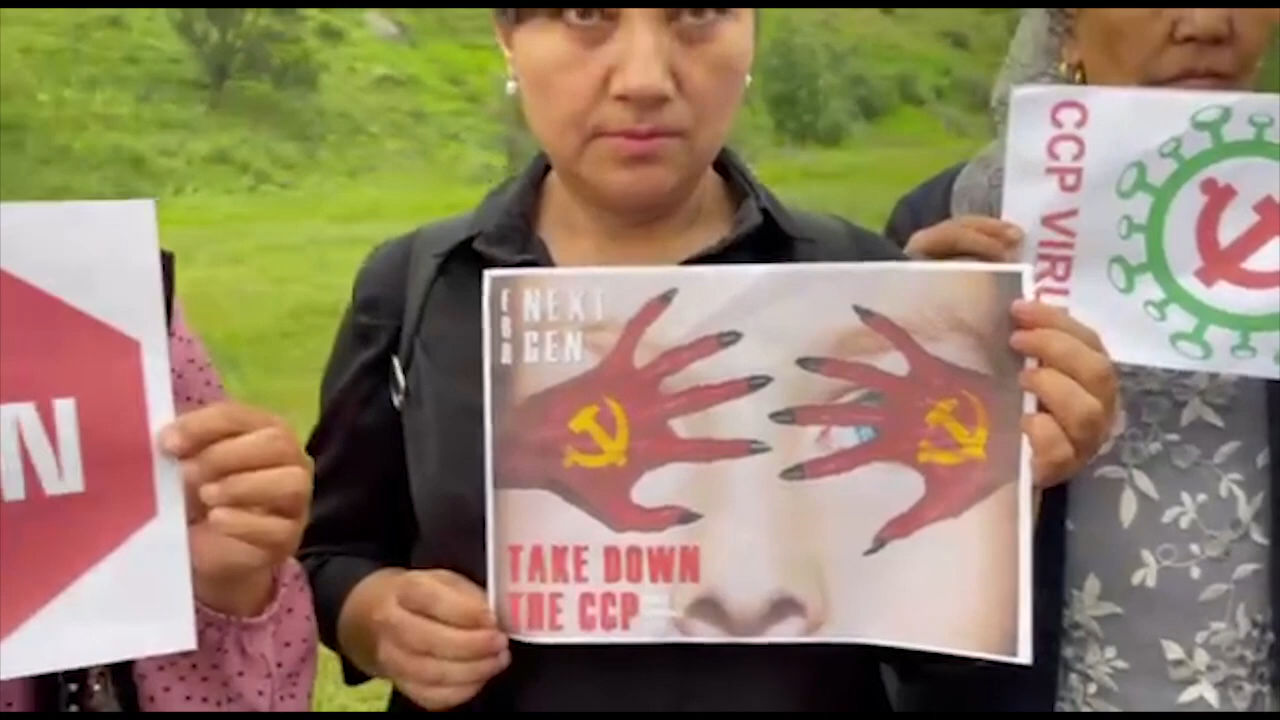 N
FOR
NEXT
GEN
TAKE DOWN
THE CCP
CCP VIRU